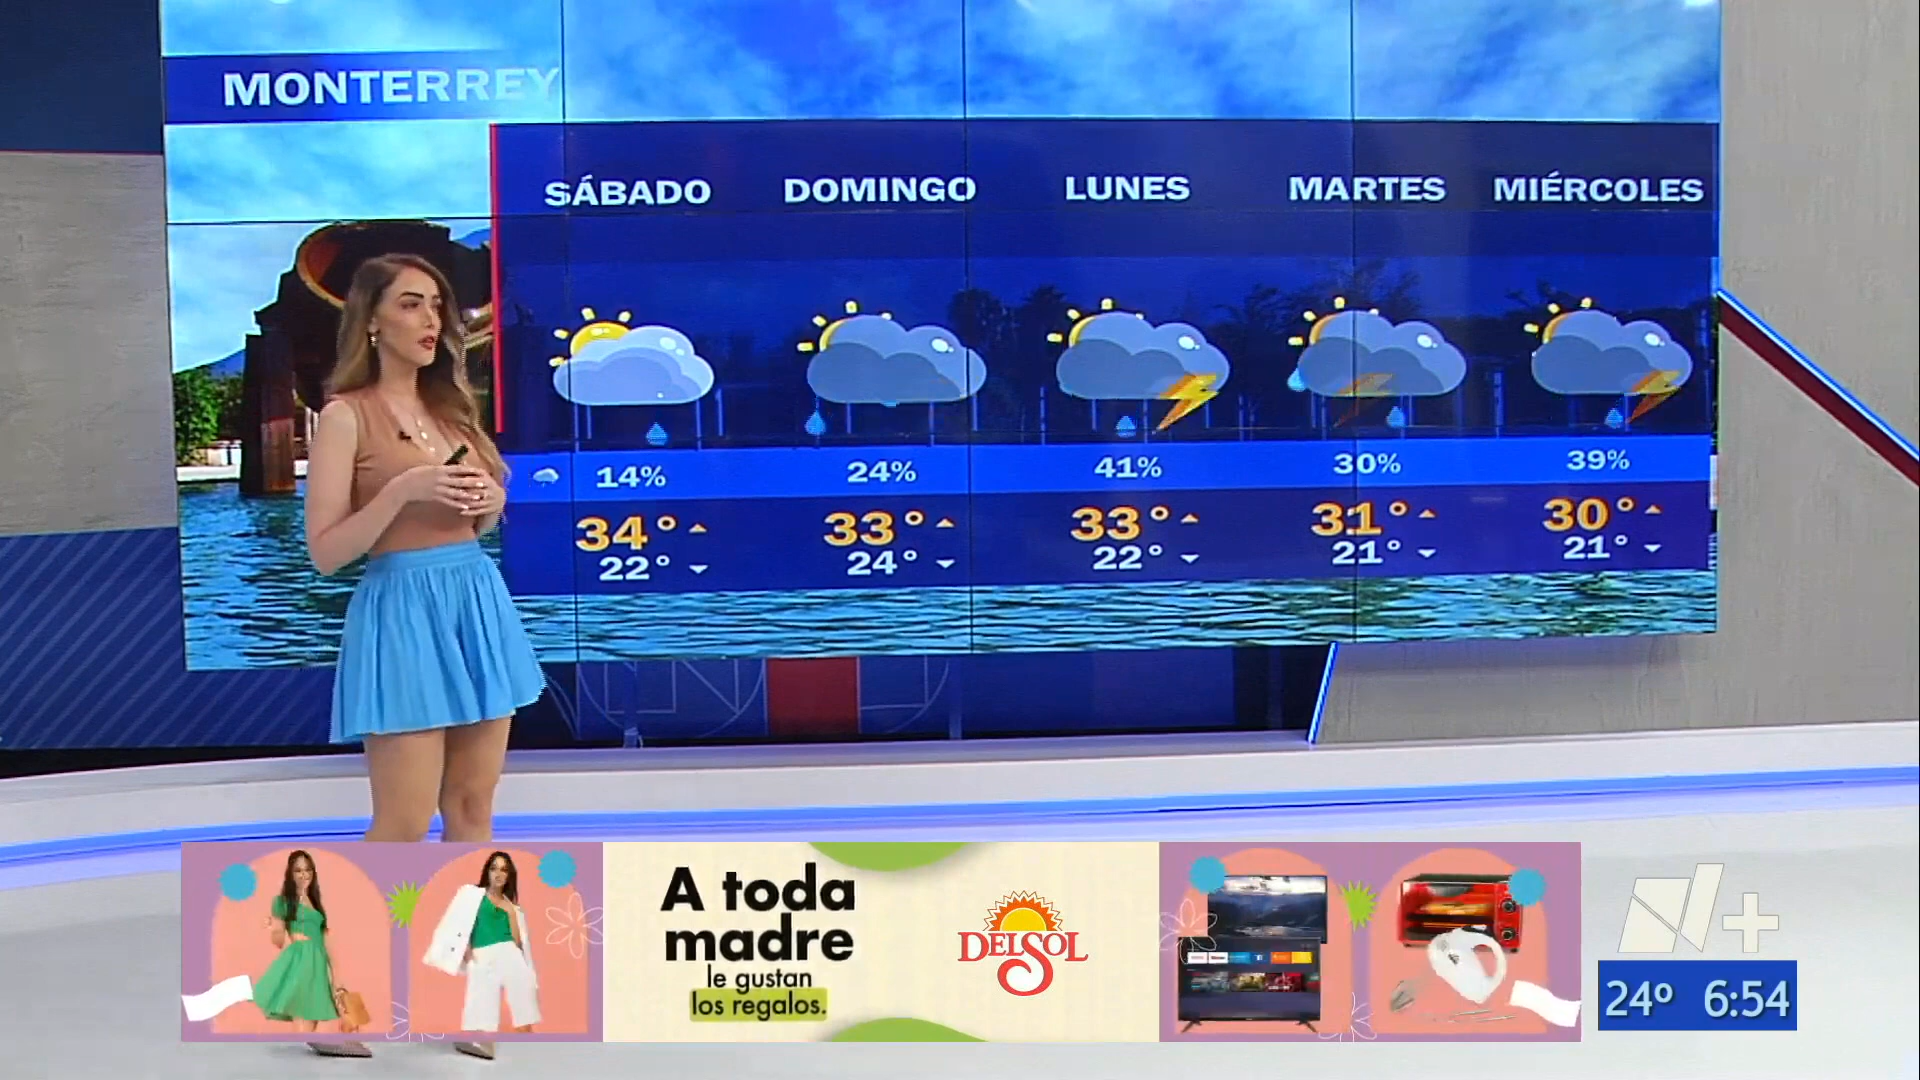 MONTERREY
SÁBADO DOMINGO LUNES MARTES MIÉRCOLES
14% 24% 41% 30% 39%
34° 33° 33° 31° 30°
22° 24° 22° 21° 21°
A toda
madre
le gustan
los regalos.
DELSOL
N+
24º 6:54